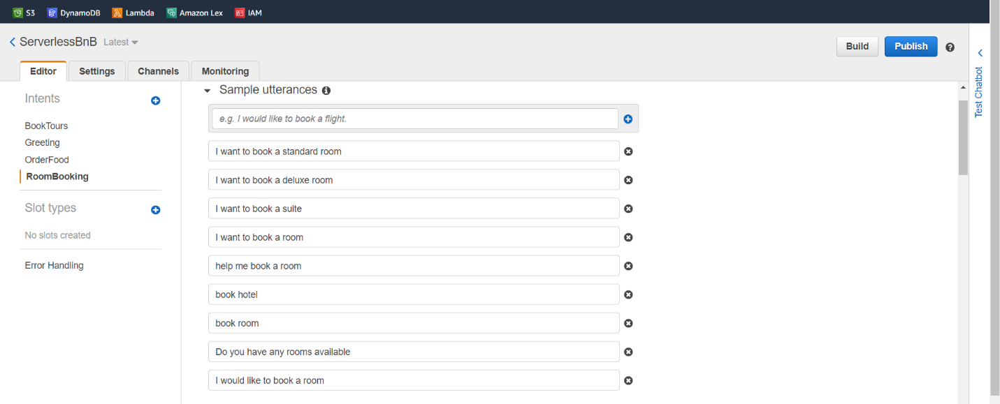 S3 DynamoDB Lambda Amazon Lex IAM
ServerlessBnB Latest
Build Publish
Editor Settings Channels Monitoring
Test Chatbot
Intents
BookTours
Greeting
OrderFood
RoomBooking
Slot types
No slots created
Error Handling
Sample utterances
e.g. I would like to book a flight.
I want to book a standard room
I want to book a deluxe room
I want to book a suite
I want to book a room
help me book a room
book hotel
book room
Do you have any rooms available
I would like to book a room